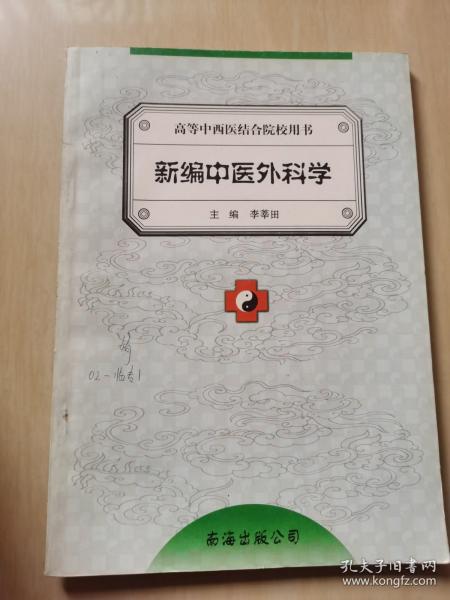 高等中西医结合院校用书
新编中医外科学
主编 李莘田
02-临专1
南海出版公司
孔夫子旧书网
www.kongfz.com